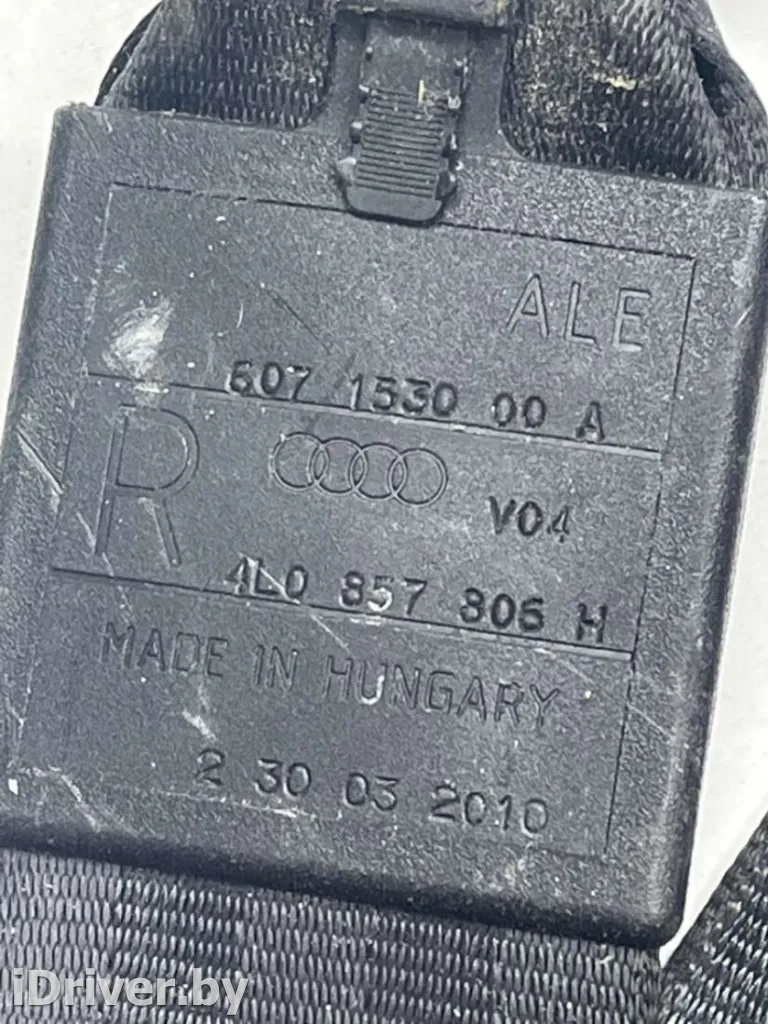 ALE
607 1530 00 A
R
V04
4L0 857 806 H
MADE IN HUNGARY
2 30 03 2010
iDriver.by